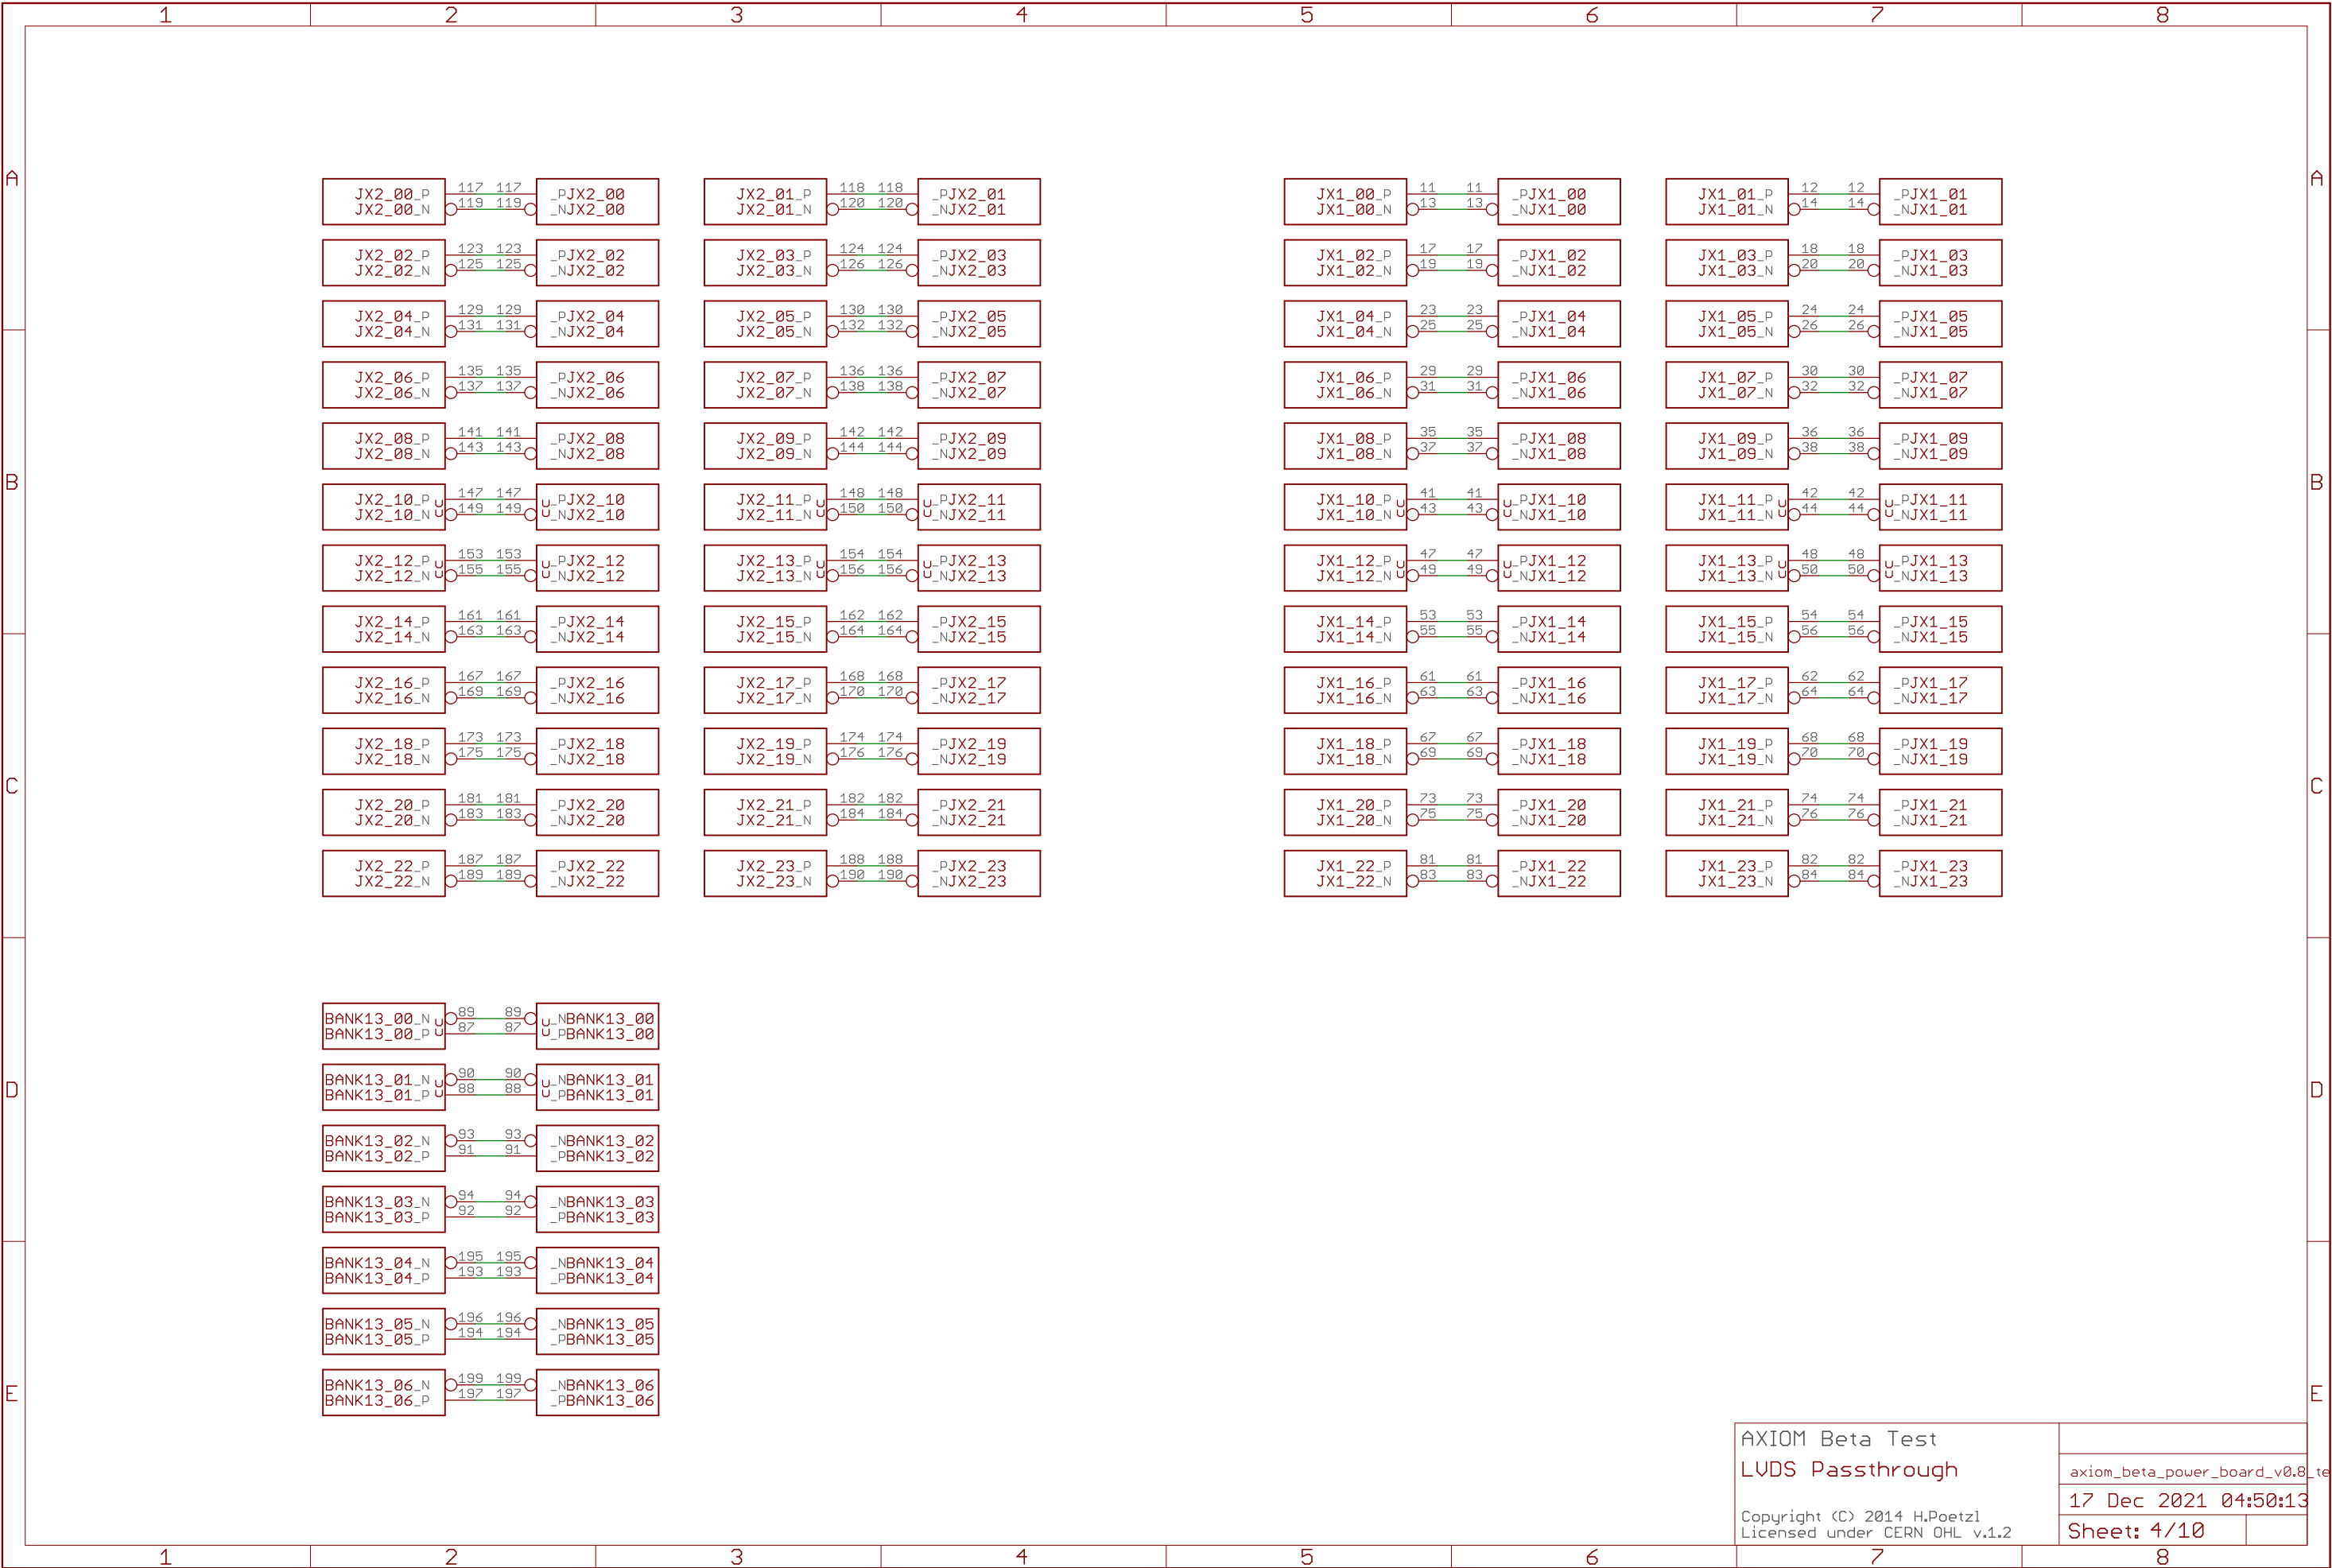 1 2 3 4 5 6 7 8
A A
JX2_00_P 117 117 _PJX2_00 JX2_01_P 118 118 _PJX2_01 JX1_00_P 11 11 _PJX1_00 JX1_01_P 12 12 _PJX1_01
JX2_00_N 119 119 _NJX2_00 JX2_01_N 120 120 _NJX2_01 JX1_00_N 13 13 _NJX1_00 JX1_01_N 14 14 _NJX1_01
JX2_02_P 123 123 _PJX2_02 JX2_03_P 124 124 _PJX2_03 JX1_02_P 17 17 _PJX1_02 JX1_03_P 18 18 _PJX1_03
JX2_02_N 125 125 _NJX2_02 JX2_03_N 126 126 _NJX2_03 JX1_02_N 19 19 _NJX1_02 JX1_03_N 20 20 _NJX1_03
JX2_04_P 129 129 _PJX2_04 JX2_05_P 130 130 _PJX2_05 JX1_04_P 23 23 _PJX1_04 JX1_05_P 24 24 _PJX1_05
JX2_04_N 131 131 _NJX2_04 JX2_05_N 132 132 _NJX2_05 JX1_04_N 25 25 _NJX1_04 JX1_05_N 26 26 _NJX1_05
JX2_06_P 135 135 _PJX2_06 JX2_07_P 136 136 _PJX2_07 JX1_06_P 29 29 _PJX1_06 JX1_07_P 30 30 _PJX1_07
JX2_06_N 137 137 _NJX2_06 JX2_07_N 138 138 _NJX2_07 JX1_06_N 31 31 _NJX1_06 JX1_07_N 32 32 _NJX1_07
JX2_08_P 141 141 _PJX2_08 JX2_09_P 142 142 _PJX2_09 JX1_08_P 35 35 _PJX1_08 JX1_09_P 36 36 _PJX1_09
JX2_08_N 143 143 _NJX2_08 JX2_09_N 144 144 _NJX2_09 JX1_08_N 37 37 _NJX1_08 JX1_09_N 38 38 _NJX1_09
B B
JX2_10_P U 147 147 U _PJX2_10 JX2_11_P U 148 148 U _PJX2_11 JX1_10_P U 41 41 U _PJX1_10 JX1_11_P U 42 42 U _PJX1_11
JX2_10_N U 149 149 U _NJX2_10 JX2_11_N U 150 150 U _NJX2_11 JX1_10_N U 43 43 U _NJX1_10 JX1_11_N U 44 44 U _NJX1_11
JX2_12_P U 153 153 U _PJX2_12 JX2_13_P U 154 154 U _PJX2_13 JX1_12_P U 47 47 U _PJX1_12 JX1_13_P U 48 48 U _PJX1_13
JX2_12_N U 155 155 U _NJX2_12 JX2_13_N U 156 156 U _NJX2_13 JX1_12_N U 49 49 U _NJX1_12 JX1_13_N U 50 50 U _NJX1_13
JX2_14_P 161 161 _PJX2_14 JX2_15_P 162 162 _PJX2_15 JX1_14_P 53 53 _PJX1_14 JX1_15_P 54 54 _PJX1_15
JX2_14_N 163 163 _NJX2_14 JX2_15_N 164 164 _NJX2_15 JX1_14_N 55 55 _NJX1_14 JX1_15_N 56 56 _NJX1_15
JX2_16_P 167 167 _PJX2_16 JX2_17_P 168 168 _PJX2_17 JX1_16_P 61 61 _PJX1_16 JX1_17_P 62 62 _PJX1_17
JX2_16_N 169 169 _NJX2_16 JX2_17_N 170 170 _NJX2_17 JX1_16_N 63 63 _NJX1_16 JX1_17_N 64 64 _NJX1_17
JX2_18_P 173 173 _PJX2_18 JX2_19_P 174 174 _PJX2_19 JX1_18_P 67 67 _PJX1_18 JX1_19_P 68 68 _PJX1_19
JX2_18_N 175 175 _NJX2_18 JX2_19_N 176 176 _NJX2_19 JX1_18_N 69 69 _NJX1_18 JX1_19_N 70 70 _NJX1_19
C C
JX2_20_P 181 181 _PJX2_20 JX2_21_P 182 182 _PJX2_21 JX1_20_P 73 73 _PJX1_20 JX1_21_P 74 74 _PJX1_21
JX2_20_N 183 183 _NJX2_20 JX2_21_N 184 184 _NJX2_21 JX1_20_N 75 75 _NJX1_20 JX1_21_N 76 76 _NJX1_21
JX2_22_P 187 187 _PJX2_22 JX2_23_P 188 188 _PJX2_23 JX1_22_P 81 81 _PJX1_22 JX1_23_P 82 82 _PJX1_23
JX2_22_N 189 189 _NJX2_22 JX2_23_N 190 190 _NJX2_23 JX1_22_N 83 83 _NJX1_22 JX1_23_N 84 84 _NJX1_23
BANK13_00_N U 89 89 U _NBANK13_00
BANK13_00_P U 87 87 U _PBANK13_00
BANK13_01_N U 90 90 U _NBANK13_01
D D
BANK13_01_P U 88 88 U _PBANK13_01
BANK13_02_N 93 93 _NBANK13_02
BANK13_02_P 91 91 _PBANK13_02
BANK13_03_N 94 94 _NBANK13_03
BANK13_03_P 92 92 _PBANK13_03
BANK13_04_N 195 195 _NBANK13_04
BANK13_04_P 193 193 _PBANK13_04
BANK13_05_N 196 196 _NBANK13_05
BANK13_05_P 194 194 _PBANK13_05
BANK13_06_N 199 199 _NBANK13_06
E E
BANK13_06_P 197 197 _PBANK13_06
AXIOM Beta Test
LVDS Passthrough
Copyright (C) 2014 H.Poetzl
Licensed under CERN OHL v.1.2
axiom_beta_power_board_v0.8_te
17 Dec 2021 04:50:13
Sheet: 4/10
1 2 3 4 5 6 7 8